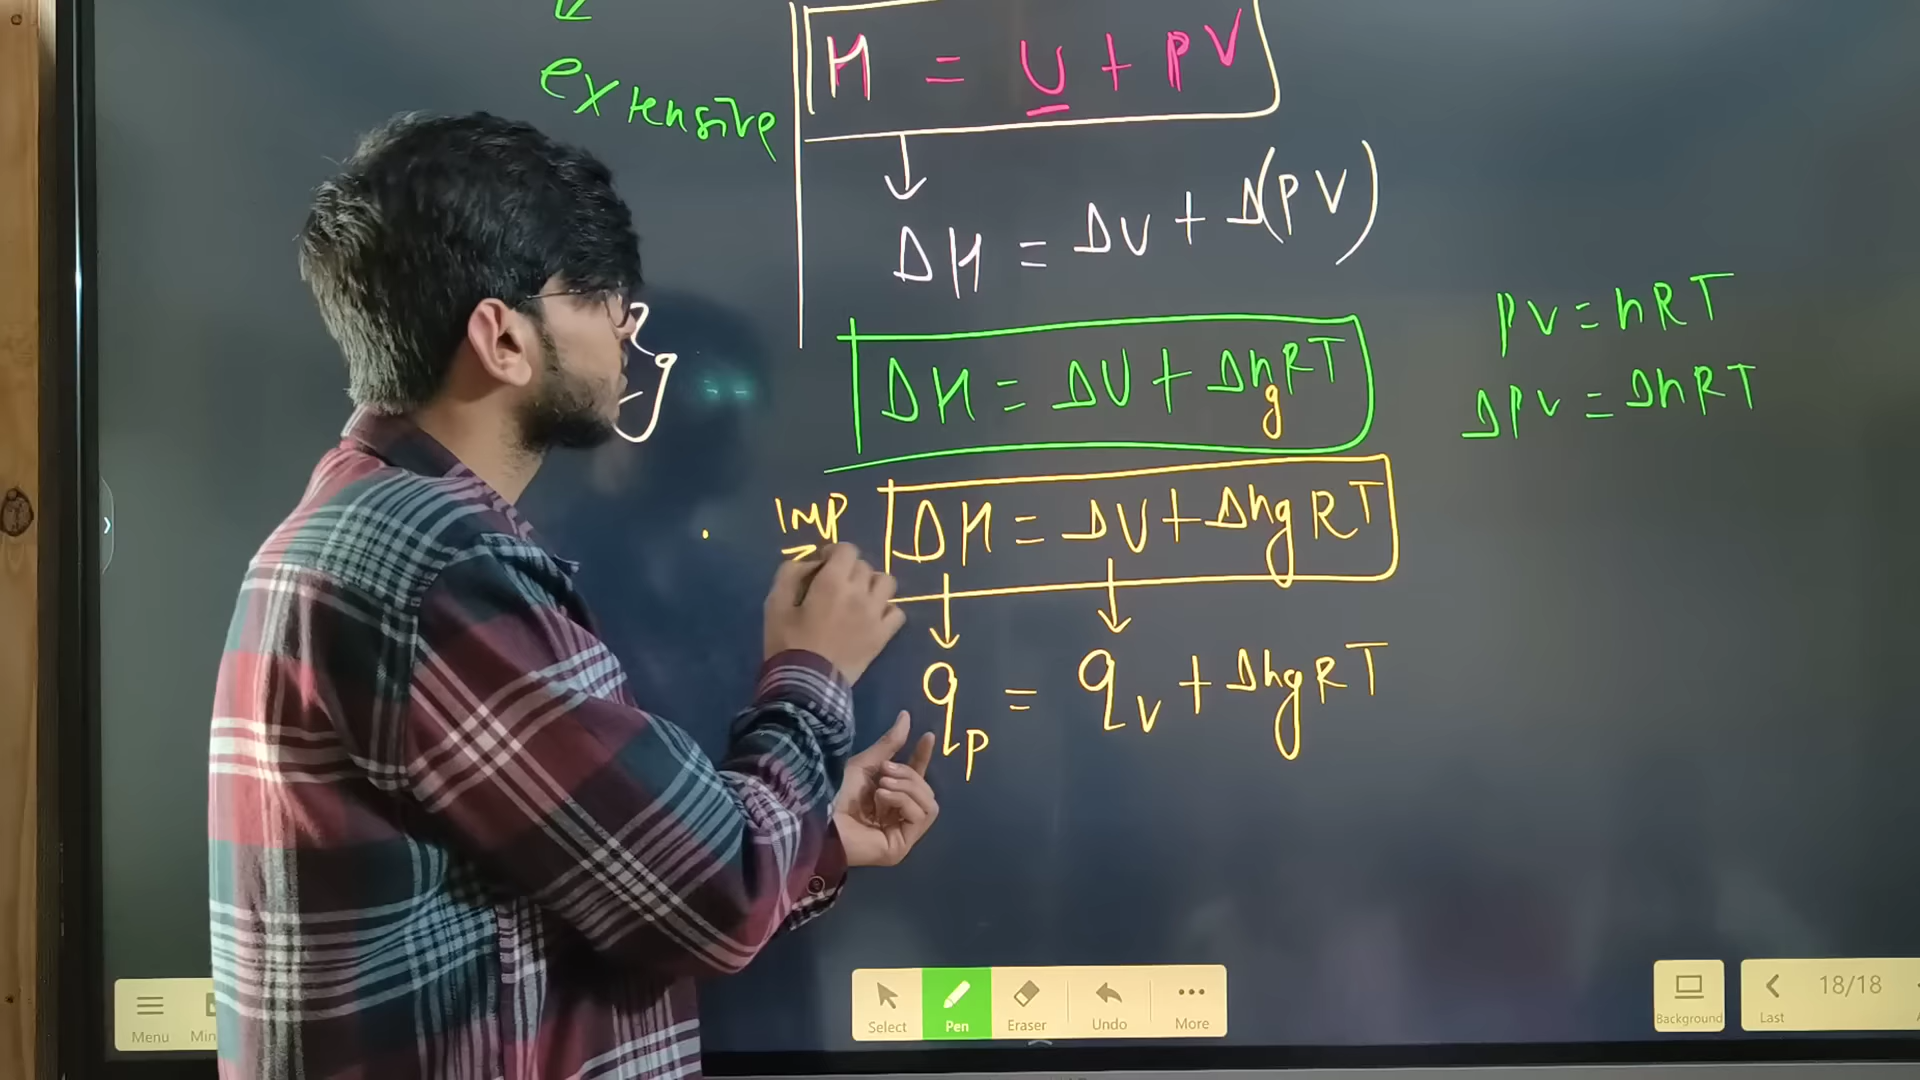 extensive
H = U + PV
ΔH = ΔU + Δ(PV)
PV = nRT
ΔPV = ΔnRT
ΔH = ΔU + ΔngRT
IMP ΔH = ΔU + ΔngRT
qp = qv + ΔngRT
Menu
Select
Pen
Eraser
Undo
More
Background
Last
18/18